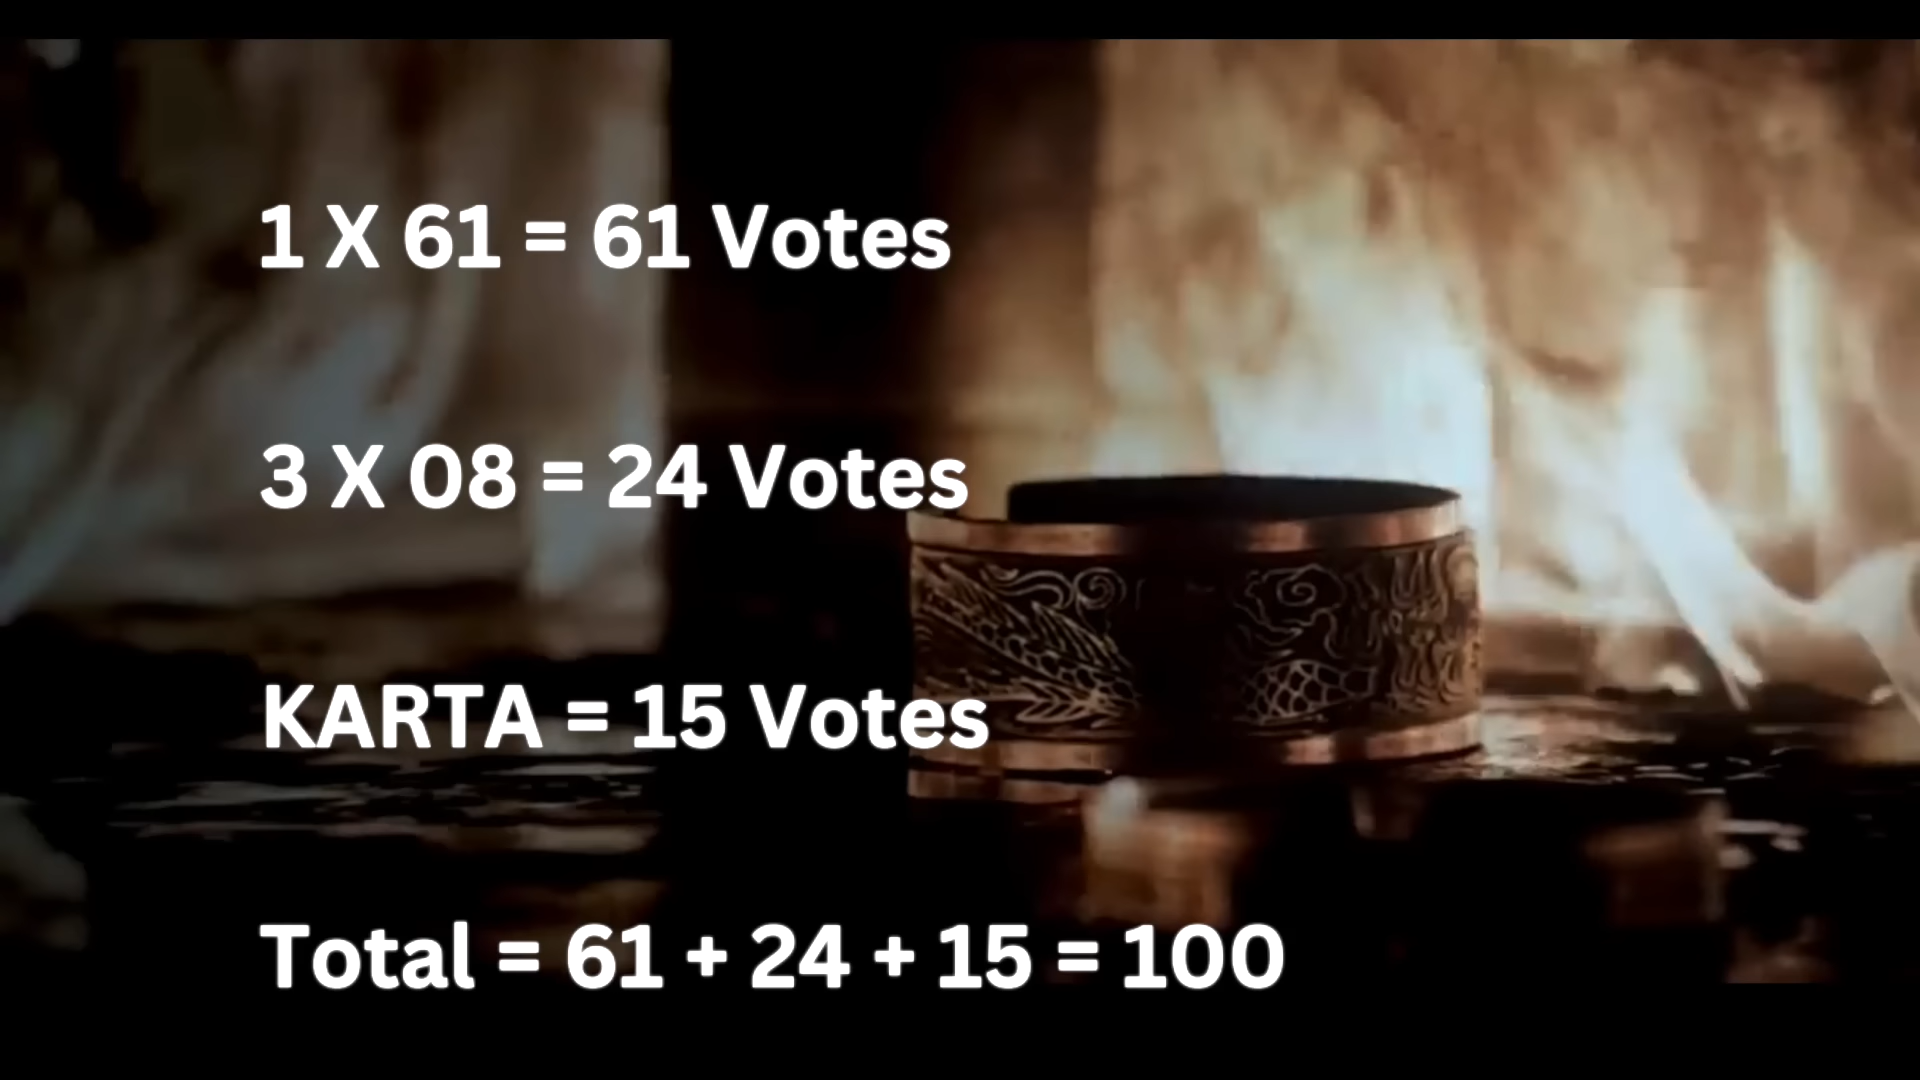 1 X 61 = 61 Votes
3 X 08 = 24 Votes
KARTA = 15 Votes
Total = 61 + 24 + 15 = 100